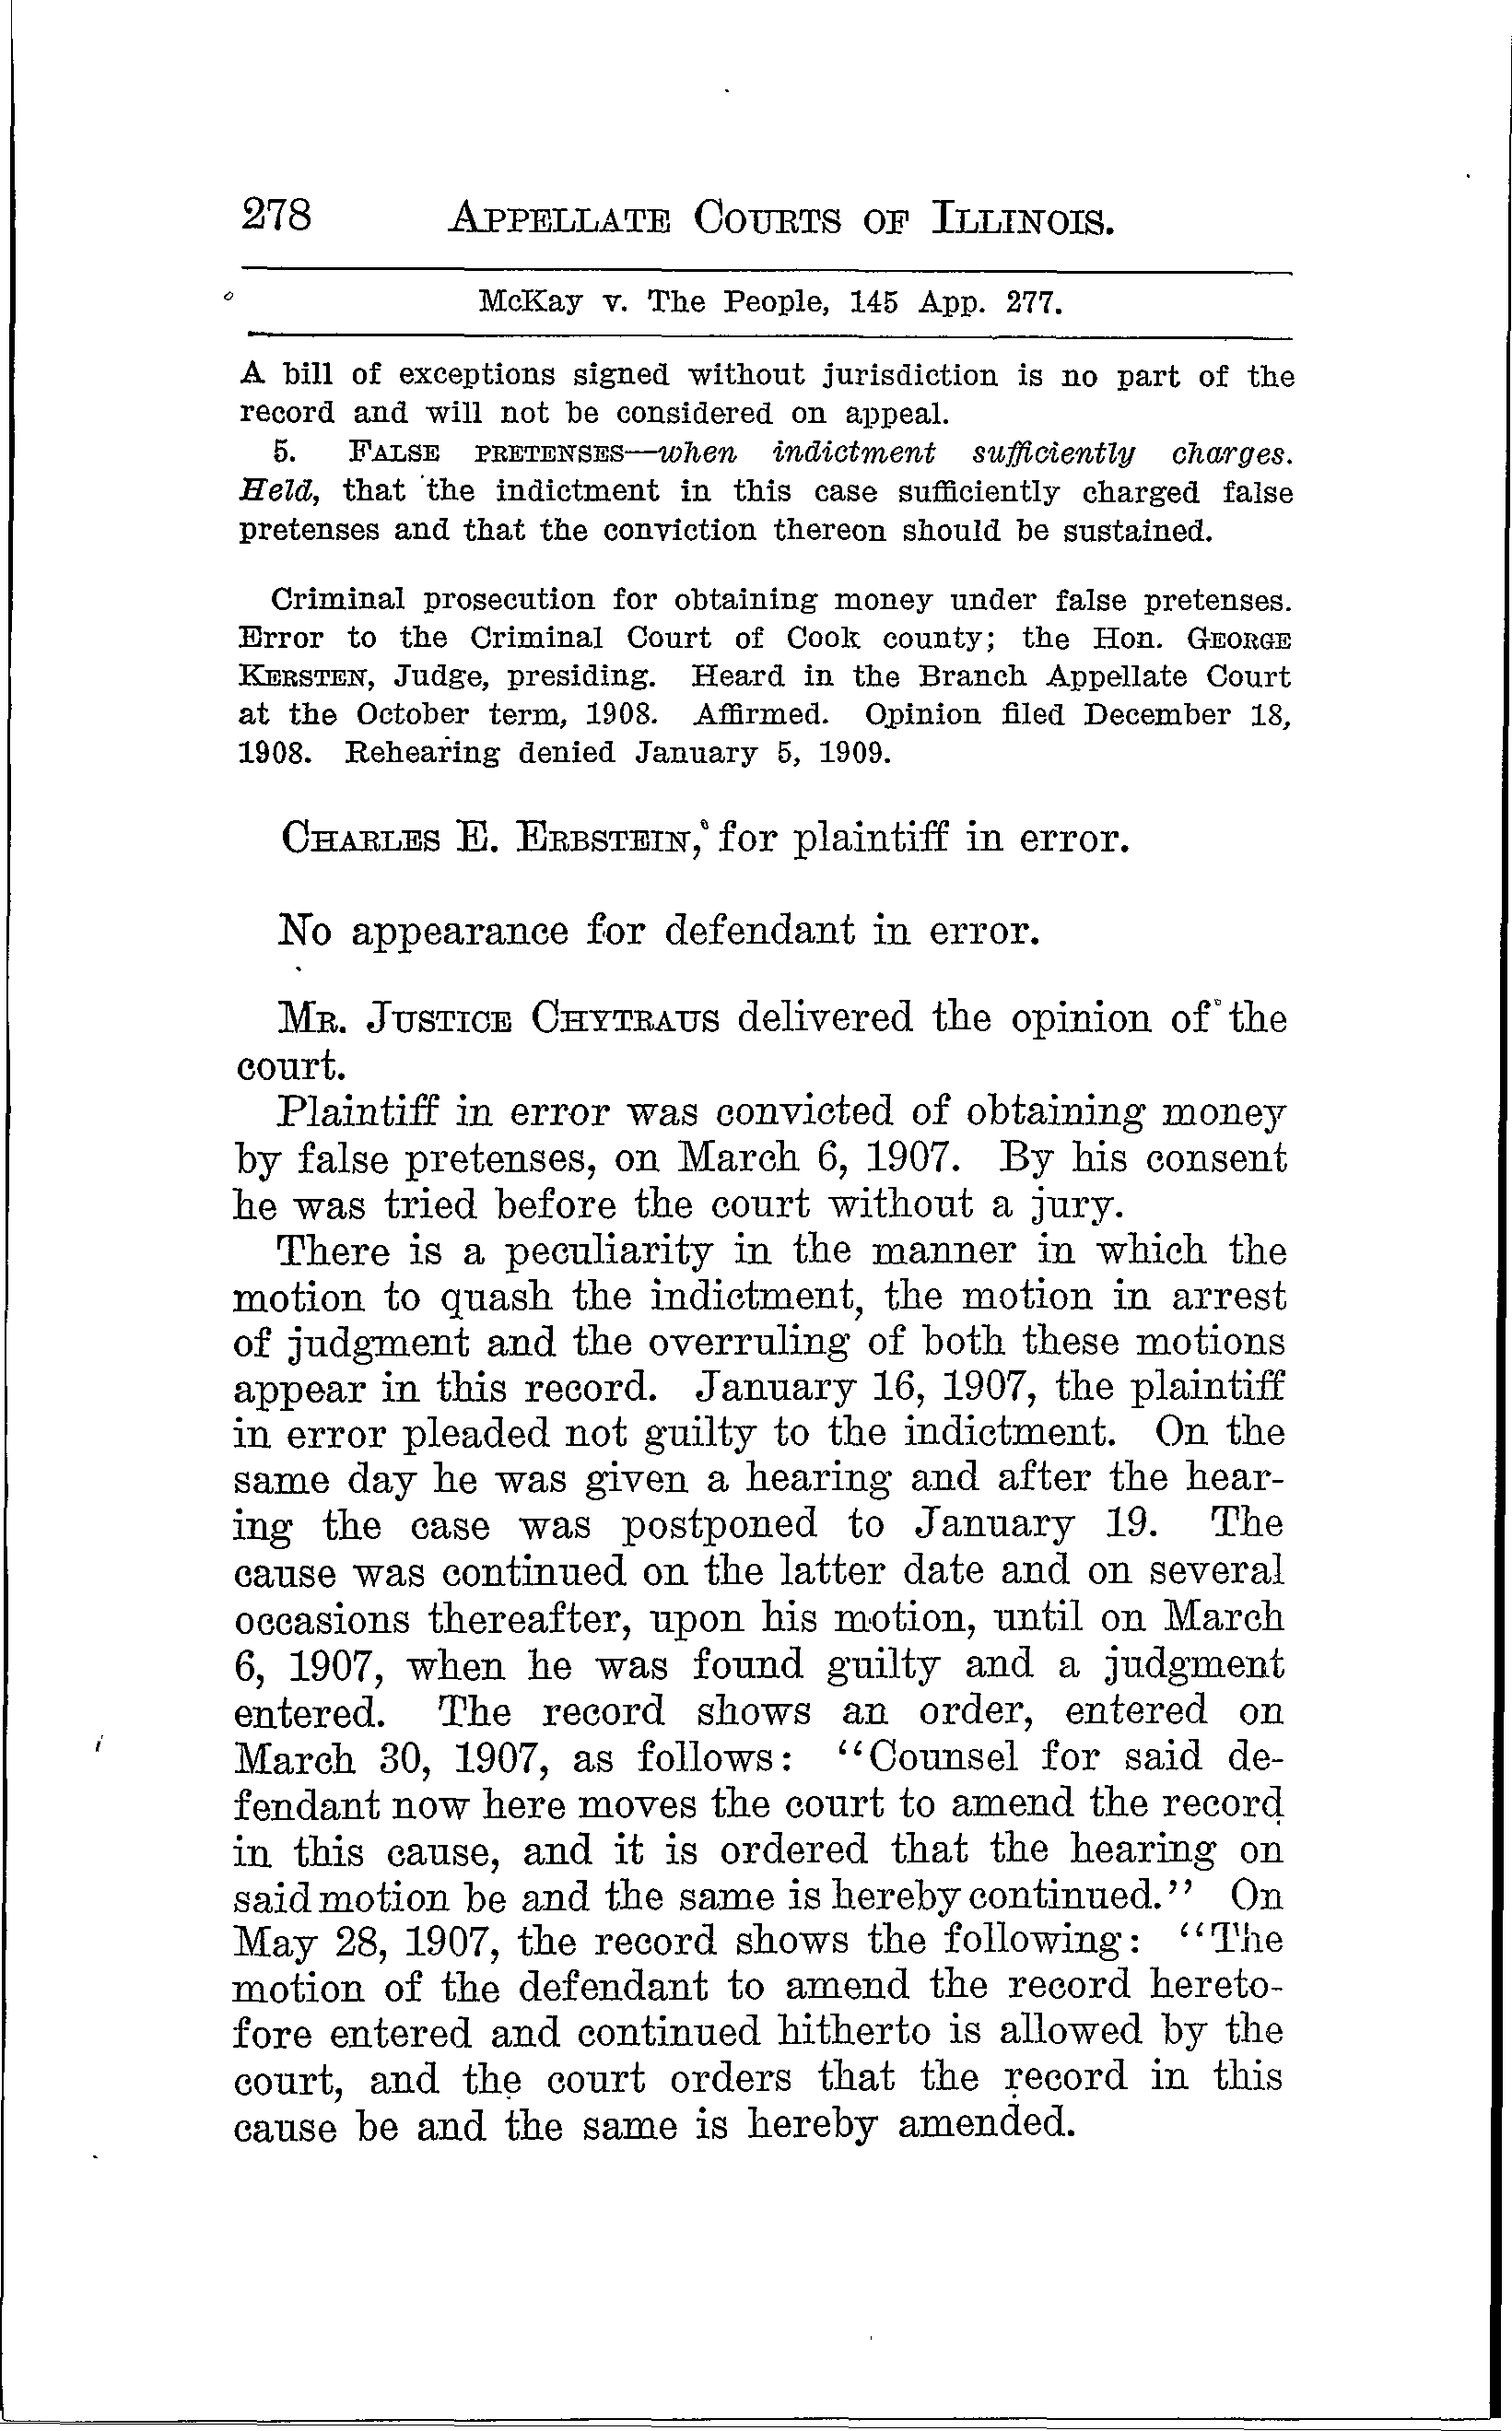 278 APPELLATE COURTS OF ILLINOIS.
McKay v. The People, 145 App. 277.
A bill of exceptions signed without jurisdiction is no part of the
record and will not be considered on appeal.
5. FALSE PRETENSES—when indictment sufficiently charges.
Held, that the indictment in this case sufficiently charged false
pretenses and that the conviction thereon should be sustained.
Criminal prosecution for obtaining money under false pretenses.
Error to the Criminal Court of Cook county; the Hon. GEORGE
KERSTEN, Judge, presiding. Heard in the Branch Appellate Court
at the October term, 1908. Affirmed. Opinion filed December 18,
1908. Rehearing denied January 5, 1909.
CHARLES E. ERBSTEIN, for plaintiff in error.
No appearance for defendant in error.
MR. JUSTICE CHYTRAUS delivered the opinion of the
court.
Plaintiff in error was convicted of obtaining money
by false pretenses, on March 6, 1907. By his consent
he was tried before the court without a jury.
There is a peculiarity in the manner in which the
motion to quash the indictment, the motion in arrest
of judgment and the overruling of both these motions
appear in this record. January 16, 1907, the plaintiff
in error pleaded not guilty to the indictment. On the
same day he was given a hearing and after the hear-
ing the case was postponed to January 19. The
cause was continued on the latter date and on several
occasions thereafter, upon his motion, until on March
6, 1907, when he was found guilty and a judgment
entered. The record shows an order, entered on
March 30, 1907, as follows: "Counsel for said de-
fendant now here moves the court to amend the record
in this cause, and it is ordered that the hearing on
said motion be and the same is hereby continued." On
May 28, 1907, the record shows the following: "The
motion of the defendant to amend the record hereto-
fore entered and continued hitherto is allowed by the
court, and the court orders that the record in this
cause be and the same is hereby amended.